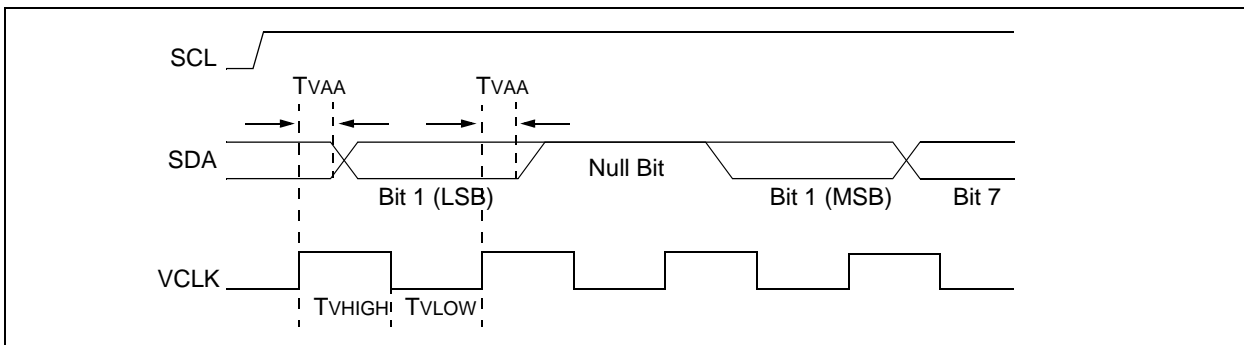 SCL
TVAA TVAA
SDA
Null Bit
Bit 1 (LSB) Bit 1 (MSB) Bit 7
VCLK
TVHIGH TVLOW